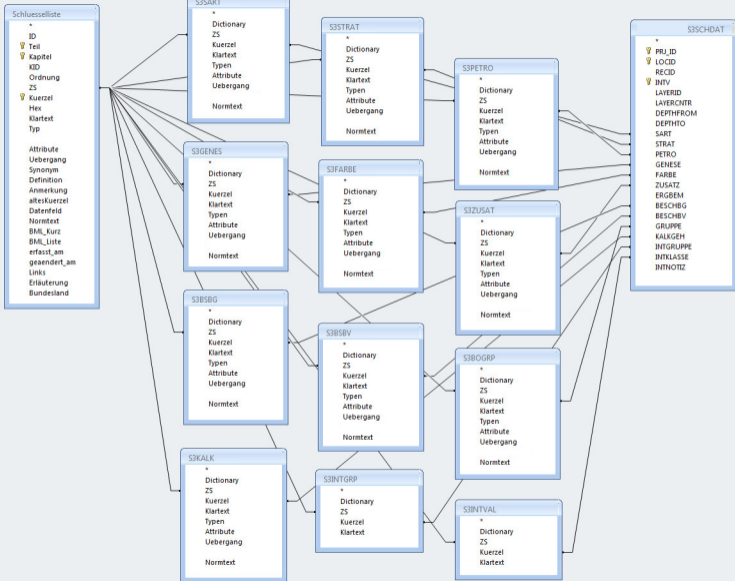 Schluesselliste
*
ID
Teil
Kapitel
KID
Ordnung
ZS
Kuerzel
Hex
Klartext
Typ
Attribute
Uebergang
Synonym
Definition
Anmerkung
altesKuerzel
Datenfeld
Normtext
BML_Kurz
BML_Liste
erfasst_am
geaendert_am
Links
Erläuterung
Bundesland
S3SART
*
Dictionary
ZS
Kuerzel
Klartext
Typen
Attribute
Uebergang
Normtext
S3STRAT
*
Dictionary
ZS
Kuerzel
Klartext
Typen
Attribute
Uebergang
Normtext
S3PETRO
*
Dictionary
ZS
Kuerzel
Klartext
Typen
Attribute
Uebergang
Normtext
S3SCHDAT
*
PRJ_ID
LOCID
RECID
INTV
LAYERID
LAYERCNTR
DEPTHFROM
DEPTHTO
SART
STRAT
PETRO
GENESE
FARBE
ZUSATZ
ERGBEM
BESCHBG
BESCHBV
GRUPPE
KALKGEH
INTGRUPPE
INTKLASSE
INTNOTIZ
S3GENES
*
Dictionary
ZS
Kuerzel
Klartext
Typen
Attribute
Uebergang
Normtext
S3FARBE
*
Dictionary
ZS
Kuerzel
Klartext
Typen
Attribute
Uebergang
Normtext
S3ZUSAT
*
Dictionary
ZS
Kuerzel
Klartext
Typen
Attribute
Uebergang
Normtext
S3BSBG
*
Dictionary
ZS
Kuerzel
Klartext
Typen
Attribute
Uebergang
Normtext
S3BSBV
*
Dictionary
ZS
Kuerzel
Klartext
Typen
Attribute
Uebergang
Normtext
S3BOGRP
*
Dictionary
ZS
Kuerzel
Klartext
Typen
Attribute
Uebergang
Normtext
S3KALK
*
Dictionary
ZS
Kuerzel
Klartext
Typen
Attribute
Uebergang
Normtext
S3INTGRP
*
Dictionary
ZS
Kuerzel
Klartext
S3INTVAL
*
Dictionary
ZS
Kuerzel
Klartext